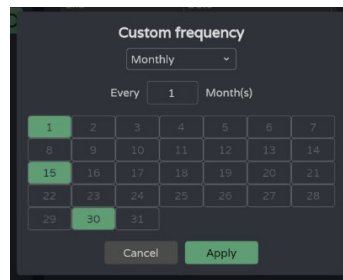 Custom frequency
Monthly
Every 1 Month(s)
1 2 3 4 5 6 7
8 9 10 11 12 13 14
15 16 17 18 19 20 21
22 23 24 25 26 27 28
29 30 31
Cancel Apply